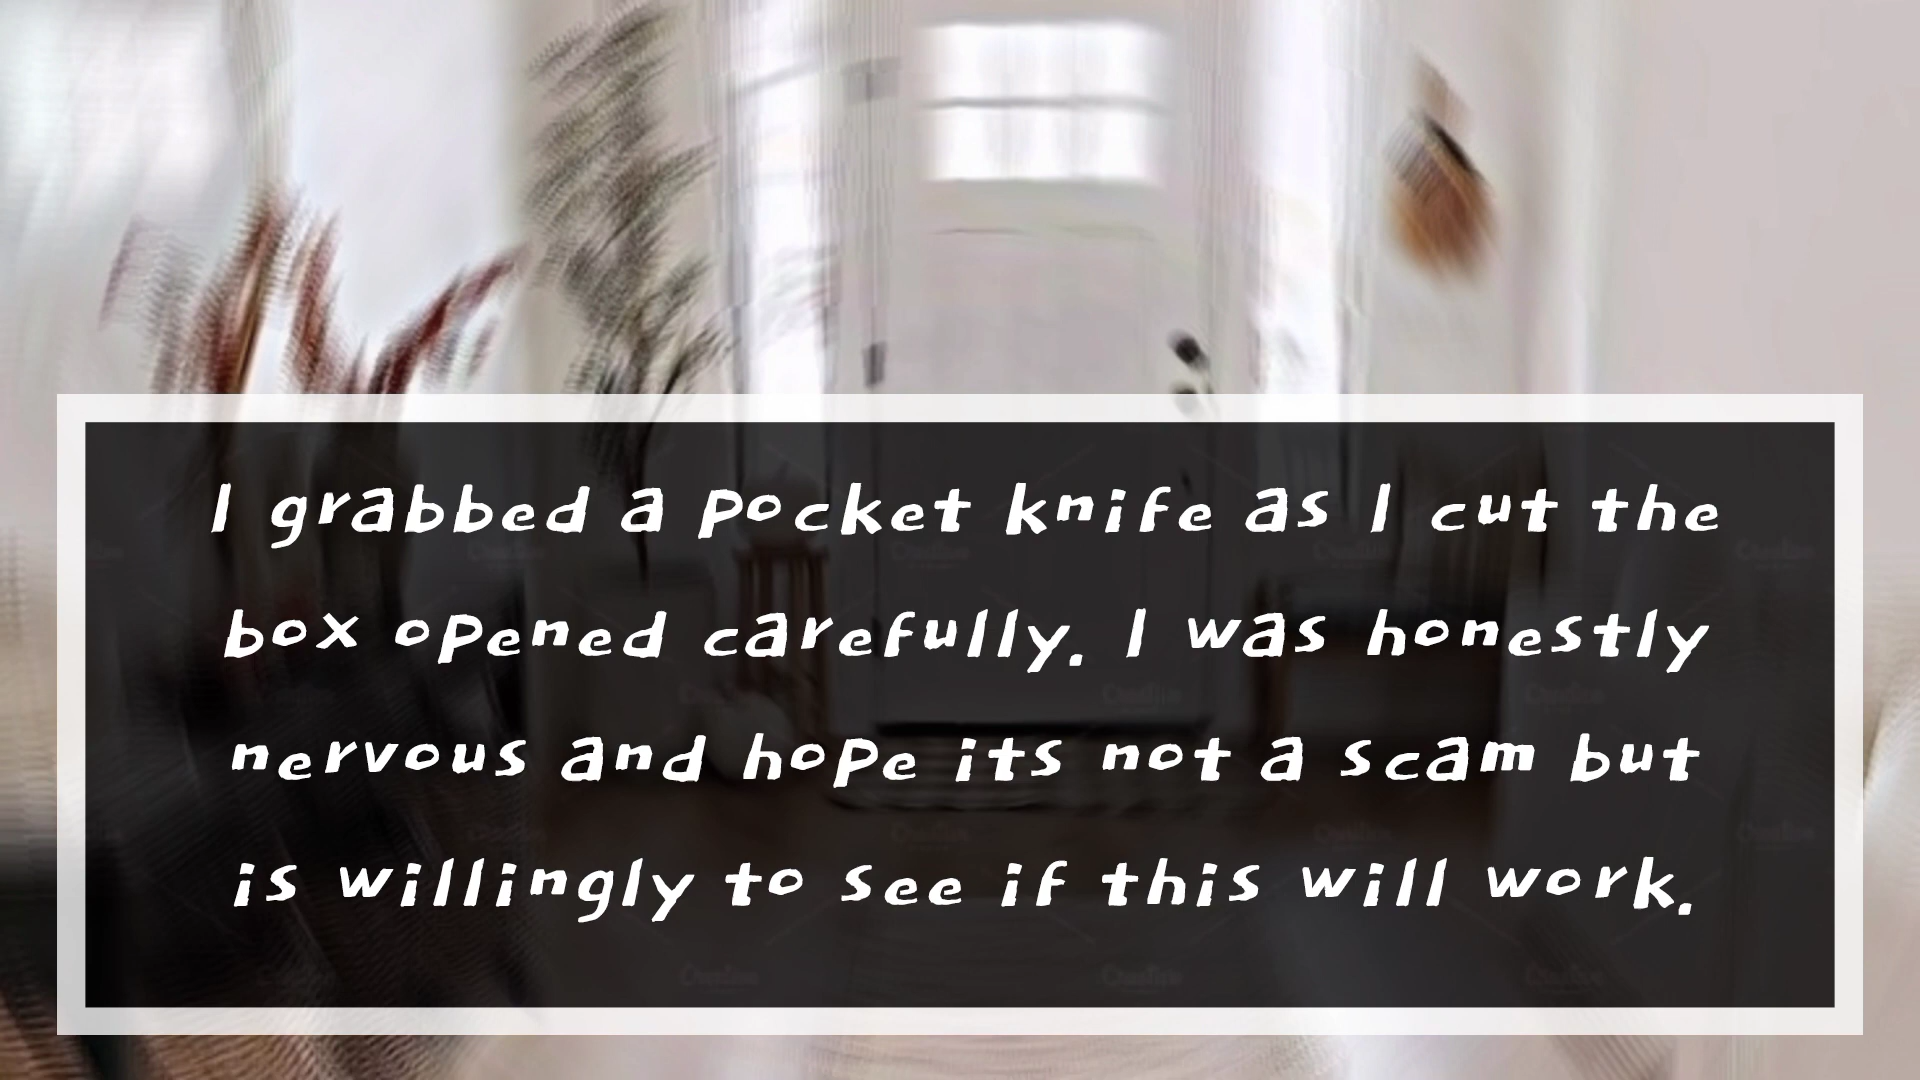 I grabbed a pocket knife as I cut the
box opened carefully. I was honestly
nervous and hope its not a scam but
is willingly to see if this will work.